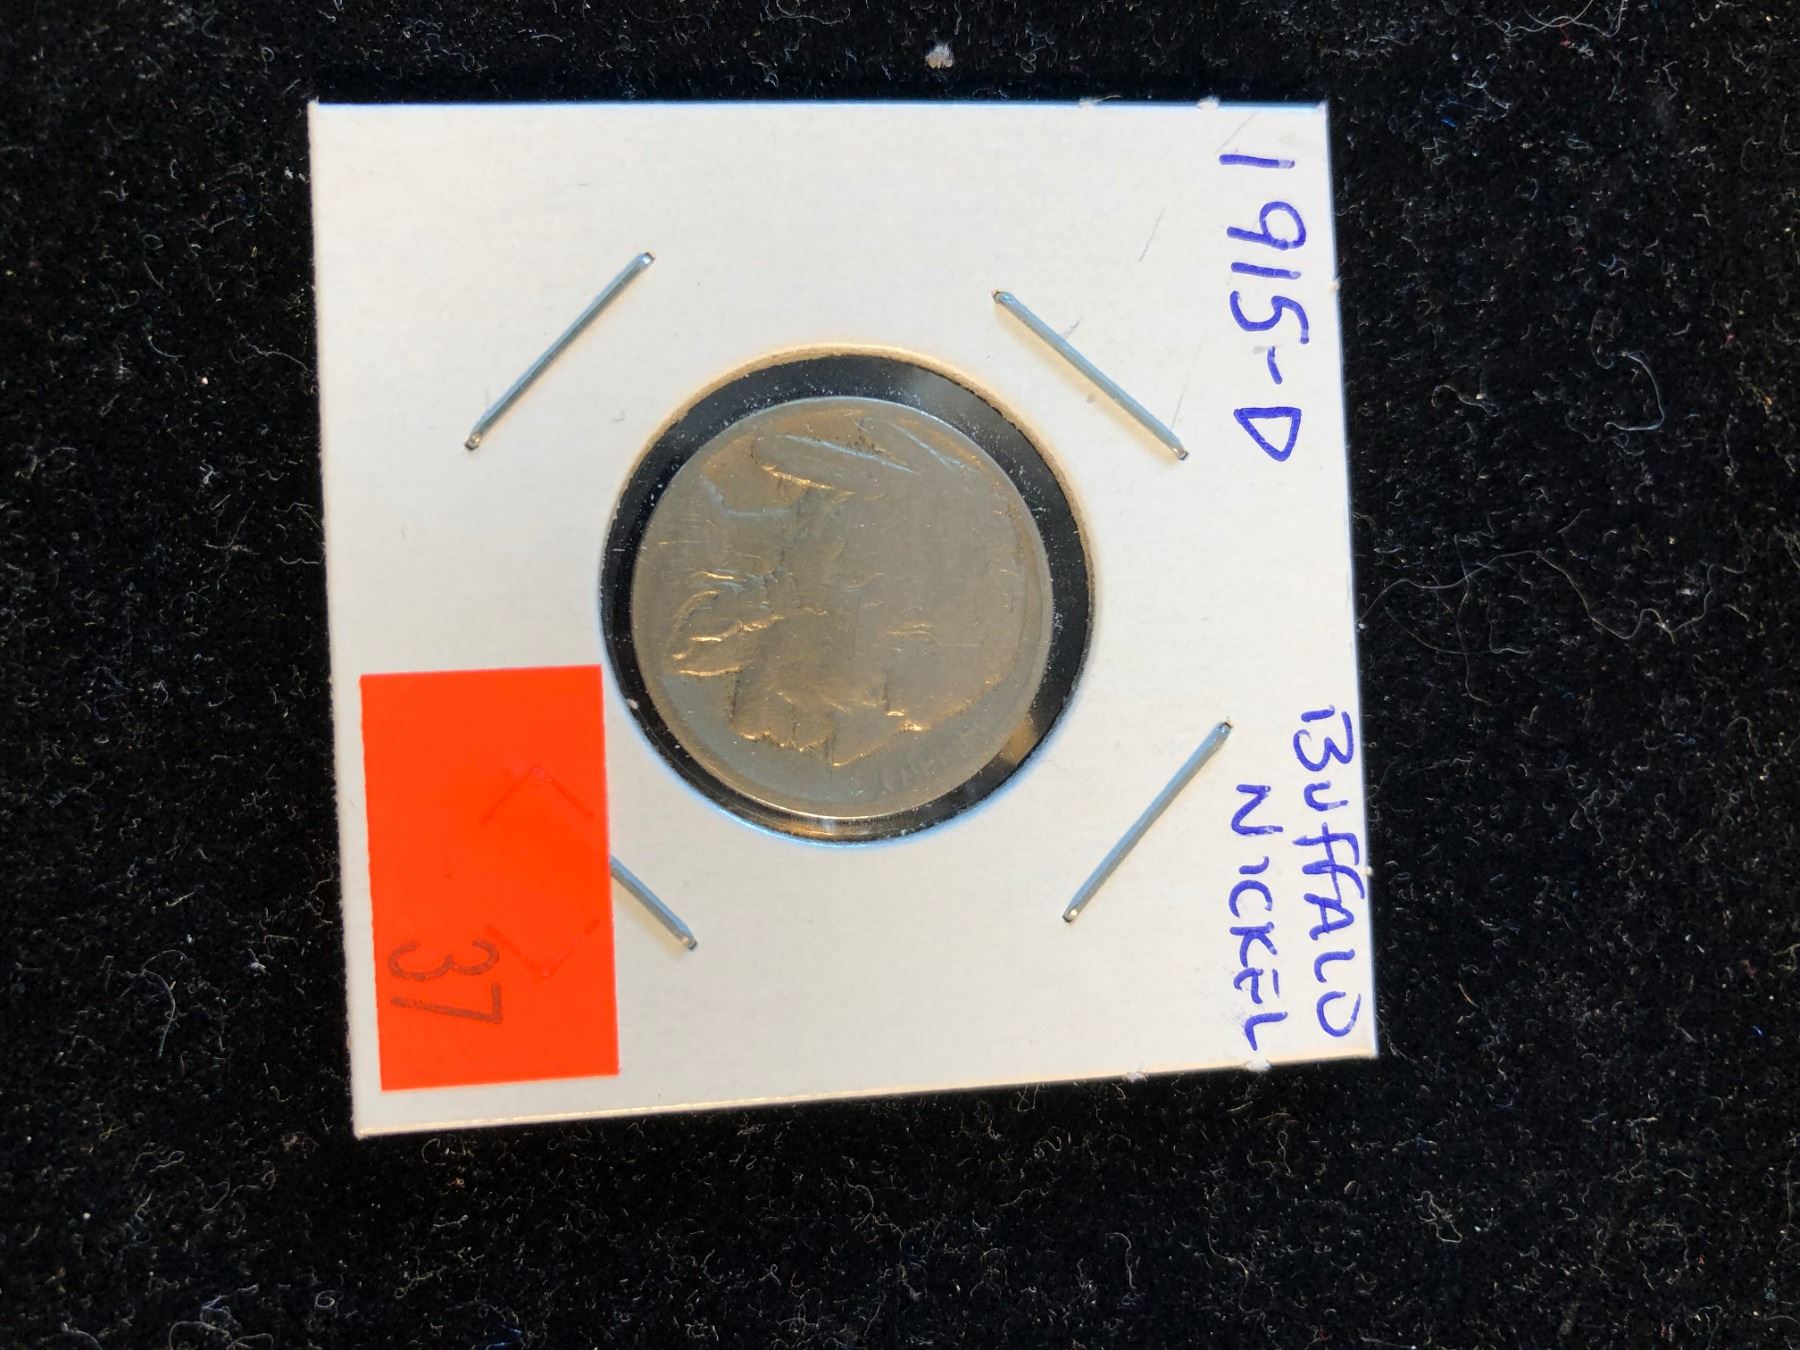 1915-D
BUffALO
NICKEL
37